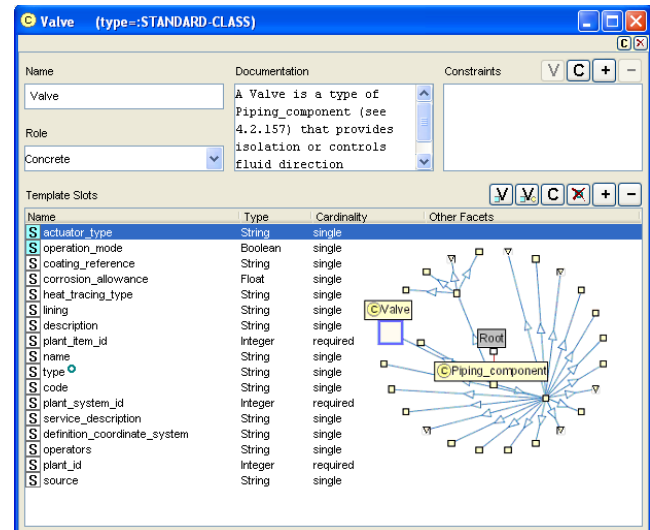 C Valve (type=:STANDARD-CLASS)
C
Name Documentation Constraints V C + −
Valve
A Valve is a type of
Piping_component (see
4.2.157) that provides
isolation or controls
fluid direction
Role
Concrete
Template Slots V V C X + −
Name Type Cardinality Other Facets
S actuator_type String single
S operation_mode Boolean single
S coating_reference String single
S corrosion_allowance Float single
S heat_tracing_type String single
S lining String single
S description String single
S plant_item_id Integer required
S name String single
S type String single
S code String single
S plant_system_id Integer required
S service_description String single
S definition_coordinate_system String single
S operators String single
S plant_id Integer required
S source String single
C Valve
Root
C Piping_component